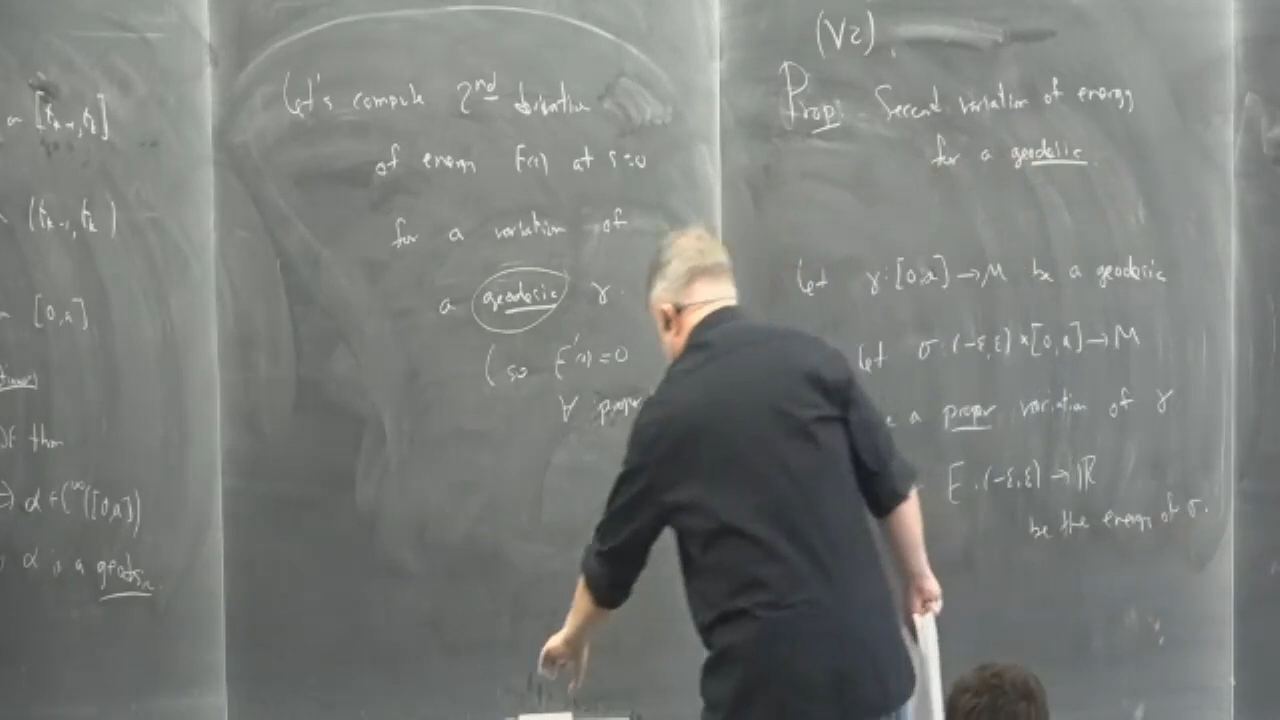 [t_{k-1}, t_k]
(t_{k-1}, t_k)
[0,a]
α ∈ C^∞([0,a])
α is a geodesic
Let's compute 2nd derivative
of energy E(s) at s=0
for a variation of
a geodesic γ.
(so E'(0)=0
∀ proper
(V2).
Prop: Second variation of energy
for a geodesic.
Let γ:[0,a]→M be a geodesic
Let σ:(-ε,ε)×[0,a]→M
a proper variation of γ
E:(-ε,ε)→ℝ
be the energy of σ.